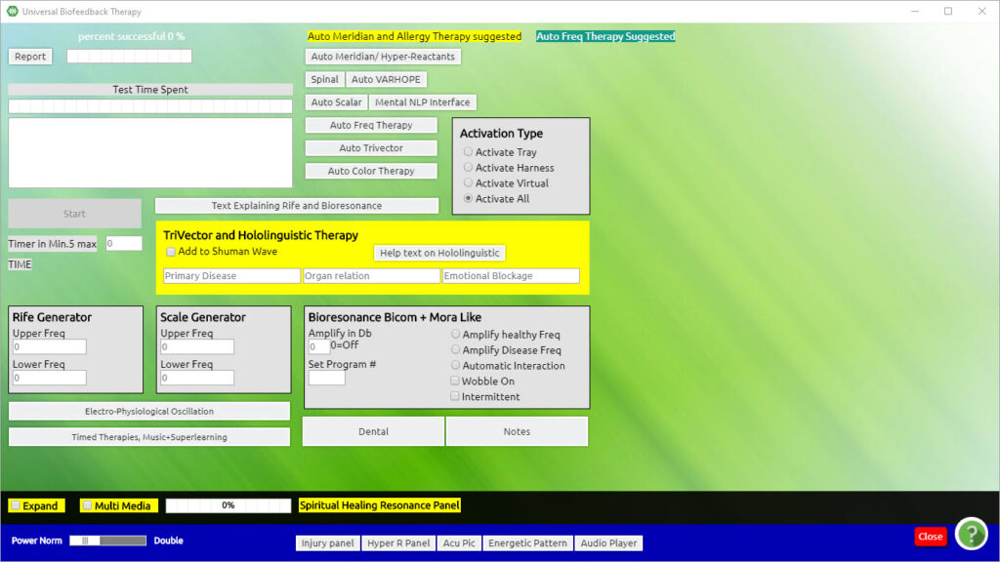 Universal Biofeedback Therapy
percent successful 0 %
Auto Meridian and Allergy Therapy suggested
Auto Freq Therapy Suggested
Report
Auto Meridian/ Hyper-Reactants
Spinal
Auto VARHOPE
Test Time Spent
Auto Scalar
Mental NLP Interface
Auto Freq Therapy
Auto Trivector
Auto Color Therapy
Activation Type
Activate Tray
Activate Harness
Activate Virtual
Activate All
Start
Text Explaining Rife and Bioresonance
Timer in Min.5 max
0
TIME
TriVector and Hololinguistic Therapy
Add to Shuman Wave
Help text on Hololinguistic
Primary Disease
Organ relation
Emotional Blockage
Rife Generator
Upper Freq
0
Lower Freq
0
Scale Generator
Upper Freq
0
Lower Freq
0
Bioresonance Bicom + Mora Like
Amplify in Db
0
0=Off
Set Program #
Amplify healthy Freq
Amplify Disease Freq
Automatic Interaction
Wobble On
Intermittent
Electro-Physiological Oscillation
Timed Therapies, Music+Superlearning
Dental
Notes
Expand
Multi Media
0%
Spiritual Healing Resonance Panel
Power Norm
Double
Injury panel
Hyper R Panel
Acu Pic
Energetic Pattern
Audio Player
Close
?